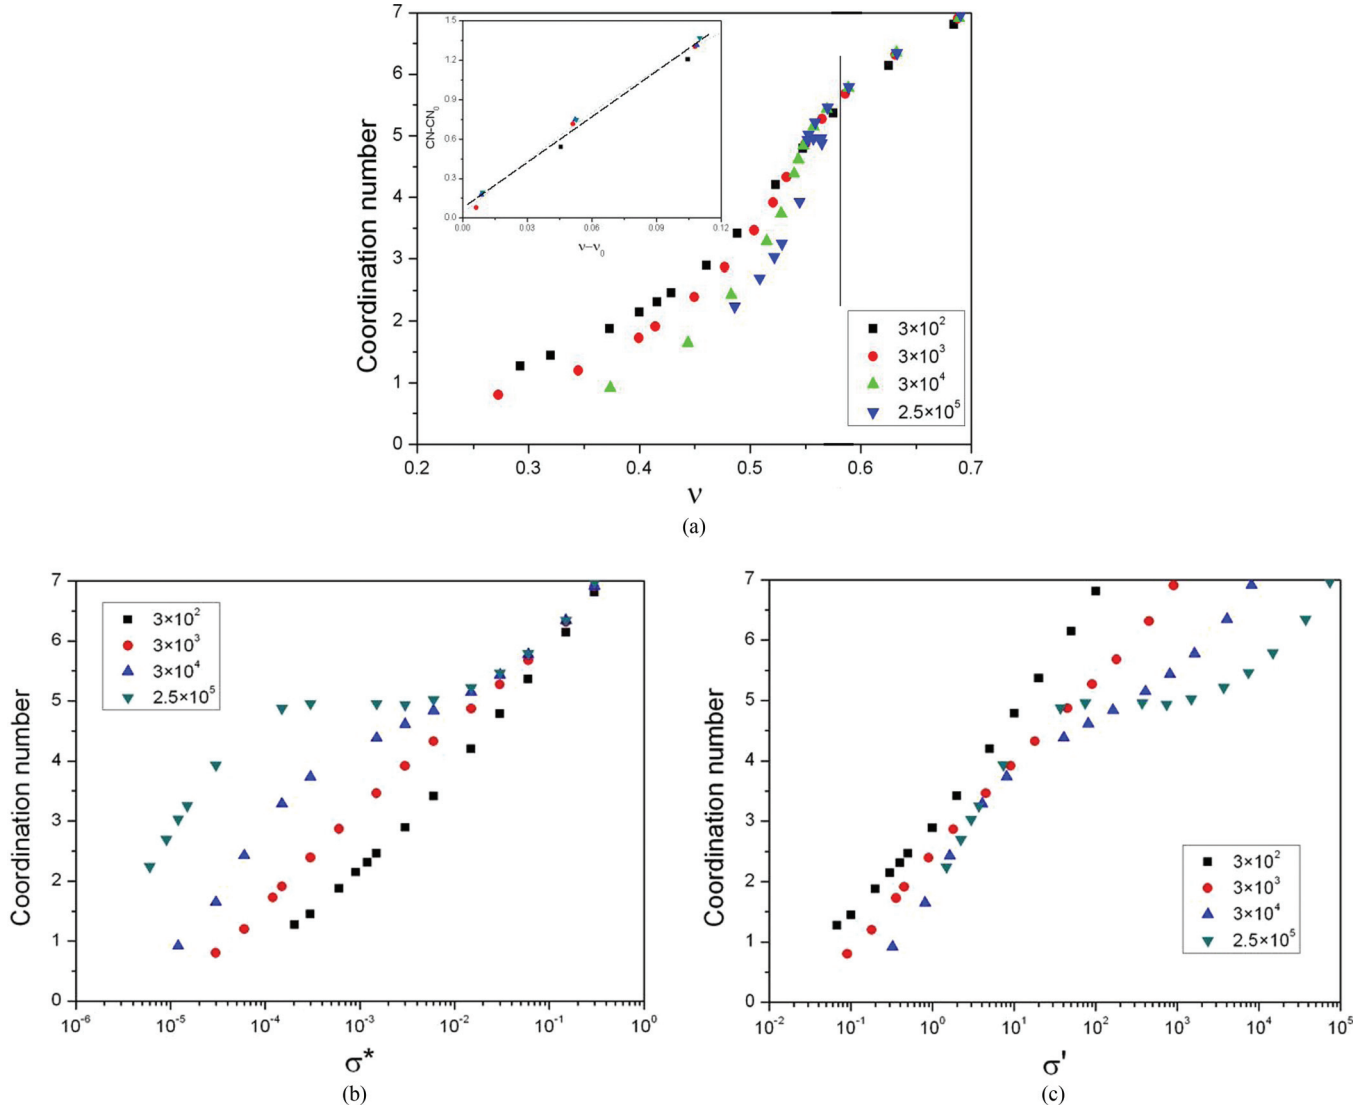 7
6
5
4
3
2
1
0
Coordination number
1.5
1.2
0.9
0.6
0.3
0.0
CN-CN₀
0.00 0.03 0.06 0.09 0.12
ν−ν₀
3×10²
3×10³
3×10⁴
2.5×10⁵
0.2 0.3 0.4 0.5 0.6 0.7
ν
(a)
7
6
5
4
3
2
1
0
Coordination number
3×10²
3×10³
3×10⁴
2.5×10⁵
10⁻⁶ 10⁻⁵ 10⁻⁴ 10⁻³ 10⁻² 10⁻¹ 10⁰
σ*
(b)
7
6
5
4
3
2
1
0
Coordination number
3×10²
3×10³
3×10⁴
2.5×10⁵
10⁻² 10⁻¹ 10⁰ 10¹ 10² 10³ 10⁴ 10⁵
σ'
(c)